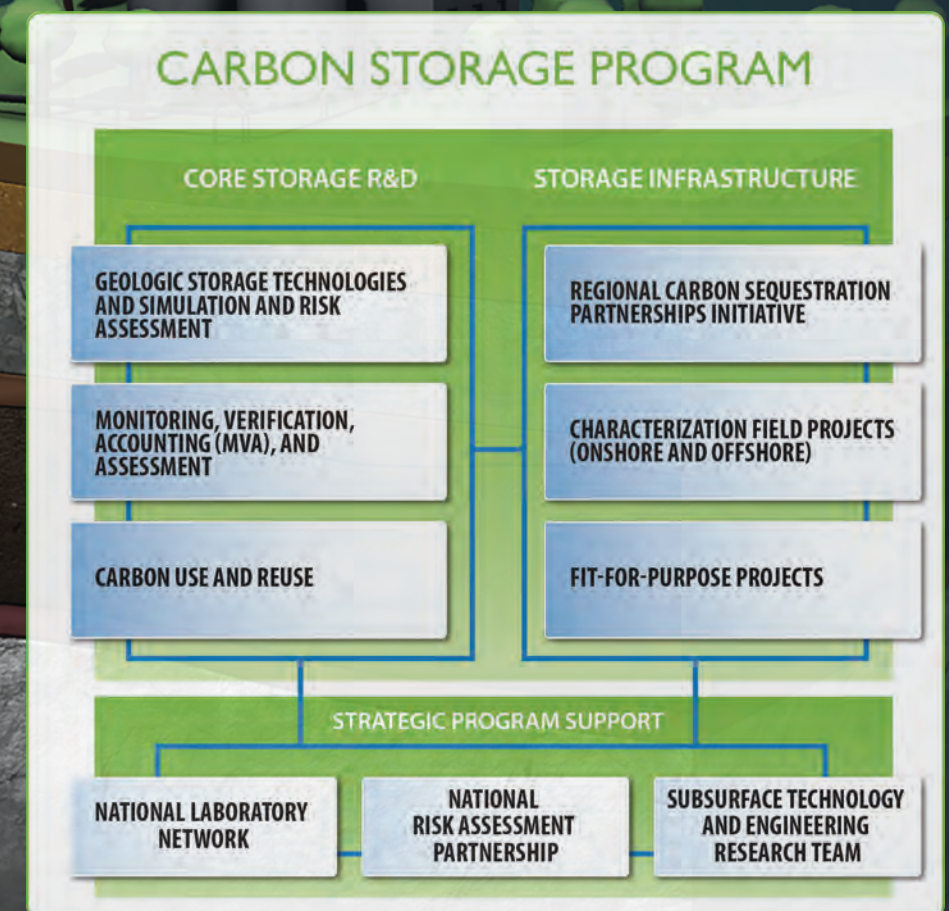 CARBON STORAGE PROGRAM
CORE STORAGE R&D
GEOLOGIC STORAGE TECHNOLOGIES
AND SIMULATION AND RISK
ASSESSMENT
MONITORING, VERIFICATION,
ACCOUNTING (MVA), AND
ASSESSMENT
CARBON USE AND REUSE
STORAGE INFRASTRUCTURE
REGIONAL CARBON SEQUESTRATION
PARTNERSHIPS INITIATIVE
CHARACTERIZATION FIELD PROJECTS
(ONSHORE AND OFFSHORE)
FIT-FOR-PURPOSE PROJECTS
STRATEGIC PROGRAM SUPPORT
NATIONAL LABORATORY
NETWORK
NATIONAL
RISK ASSESSMENT
PARTNERSHIP
SUBSURFACE TECHNOLOGY
AND ENGINEERING
RESEARCH TEAM